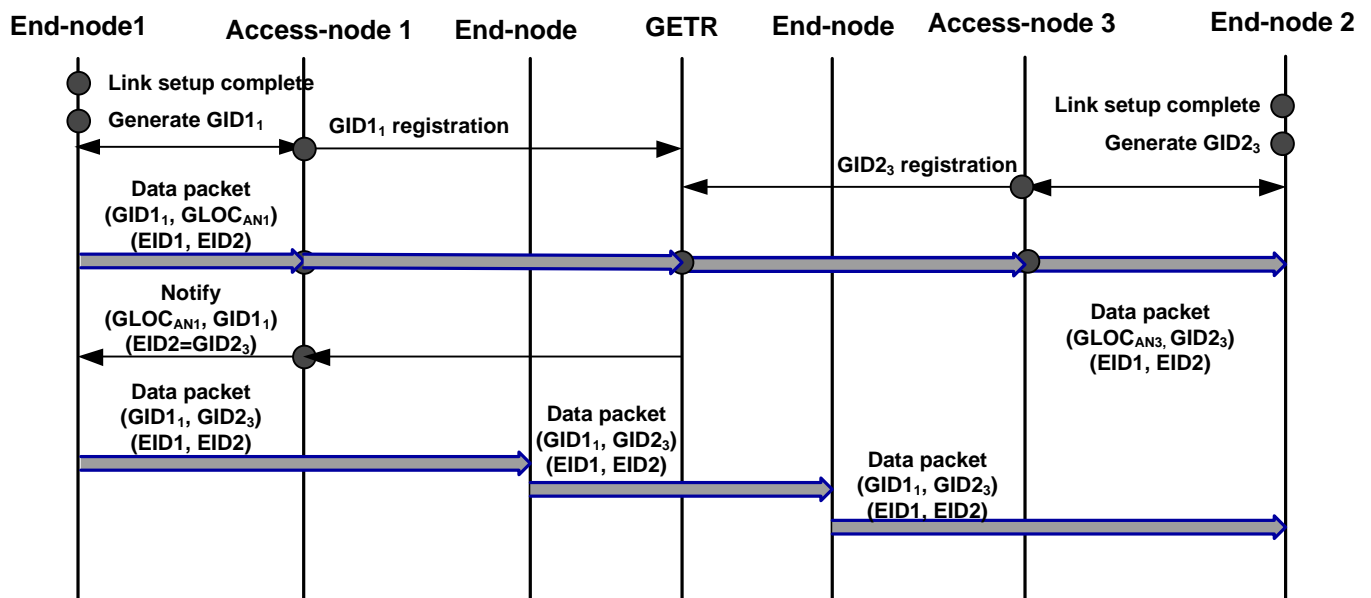 End-node1 Access-node 1 End-node GETR End-node Access-node 3 End-node 2
Link setup complete
Generate GID1₁
GID1₁ registration
Link setup complete
Generate GID2₃
GID2₃ registration
Data packet
(GID1₁, GLOC_AN1)
(EID1, EID2)
Notify
(GLOC_AN1, GID1₁)
(EID2=GID2₃)
Data packet
(GLOC_AN3, GID2₃)
(EID1, EID2)
Data packet
(GID1₁, GID2₃)
(EID1, EID2)
Data packet
(GID1₁, GID2₃)
(EID1, EID2)
Data packet
(GID1₁, GID2₃)
(EID1, EID2)